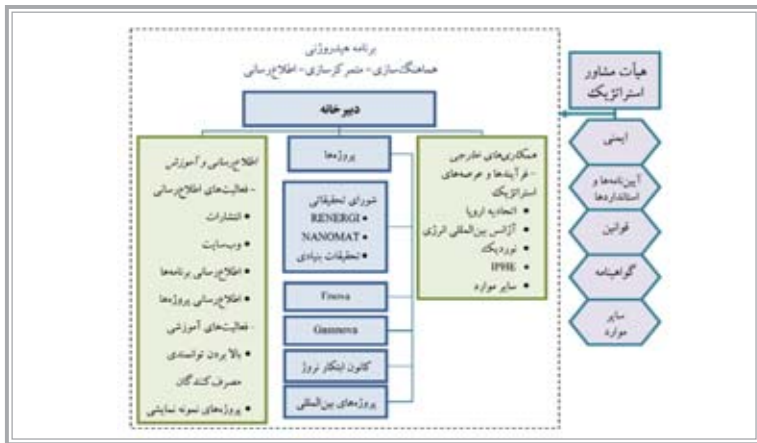 برنامه هیدروژنی
هماهنگ‌سازی - متمرکزسازی - اطلاع‌رسانی
دبیرخانه
هیأت مشاور
استراتژیک
ایمنی
آیین‌نامه‌ها و
استانداردها
قوانین
گواهینامه
سایر
موارد
همکاری‌های خارجی
- فرآیندها و عرصه‌های
استراتژیک
• اتحادیه اروپا
• آژانس بین‌المللی انرژی
• نوردیک
• IPHE
• سایر موارد
پروژه‌ها
شورای تحقیقاتی
• RENERGI
• NANOMAT
• تحقیقات بنیادی
Enova
Gassnova
کانون ابتکار نروژ
پروژه‌های بین‌المللی
اطلاع‌رسانی و آموزش
- فعالیت‌های اطلاع‌رسانی
• انتشارات
• وب‌سایت
• اطلاع‌رسانی برنامه‌ها
• اطلاع‌رسانی پروژه‌ها
- فعالیت‌های آموزشی
• بالا بردن توانمندی
مصرف‌کنندگان
• پروژه‌های نمونه نمایشی